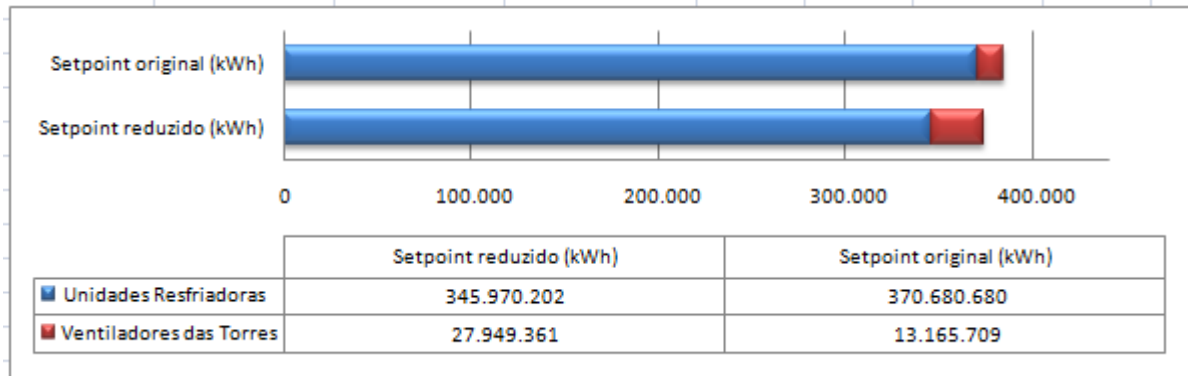 Setpoint original (kWh)
Setpoint reduzido (kWh)
0 100.000 200.000 300.000 400.000
Setpoint reduzido (kWh) Setpoint original (kWh)
Unidades Resfriadoras 345.970.202 370.680.680
Ventiladores das Torres 27.949.361 13.165.709